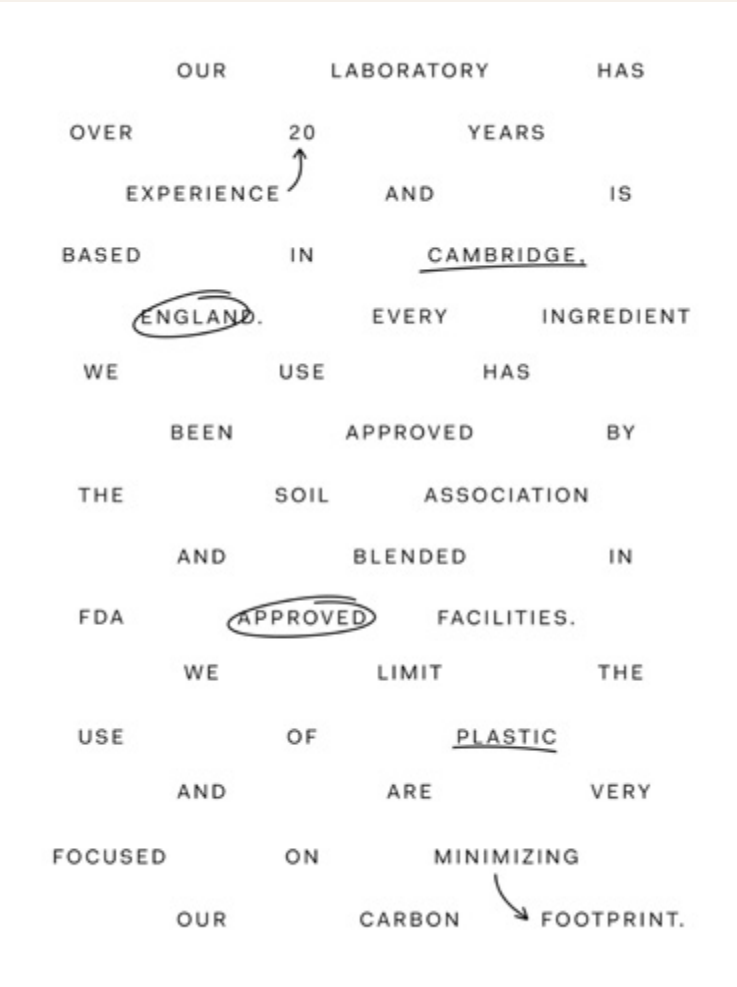 OUR LABORATORY HAS
OVER 20 YEARS
EXPERIENCE AND IS
BASED IN CAMBRIDGE,
ENGLAND. EVERY INGREDIENT
WE USE HAS
BEEN APPROVED BY
THE SOIL ASSOCIATION
AND BLENDED IN
FDA APPROVED FACILITIES.
WE LIMIT THE
USE OF PLASTIC
AND ARE VERY
FOCUSED ON MINIMIZING
OUR CARBON FOOTPRINT.